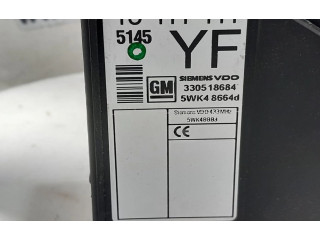 5145 YF
GM SIEMENS VDO
330518684
5WK4 8664d
CE